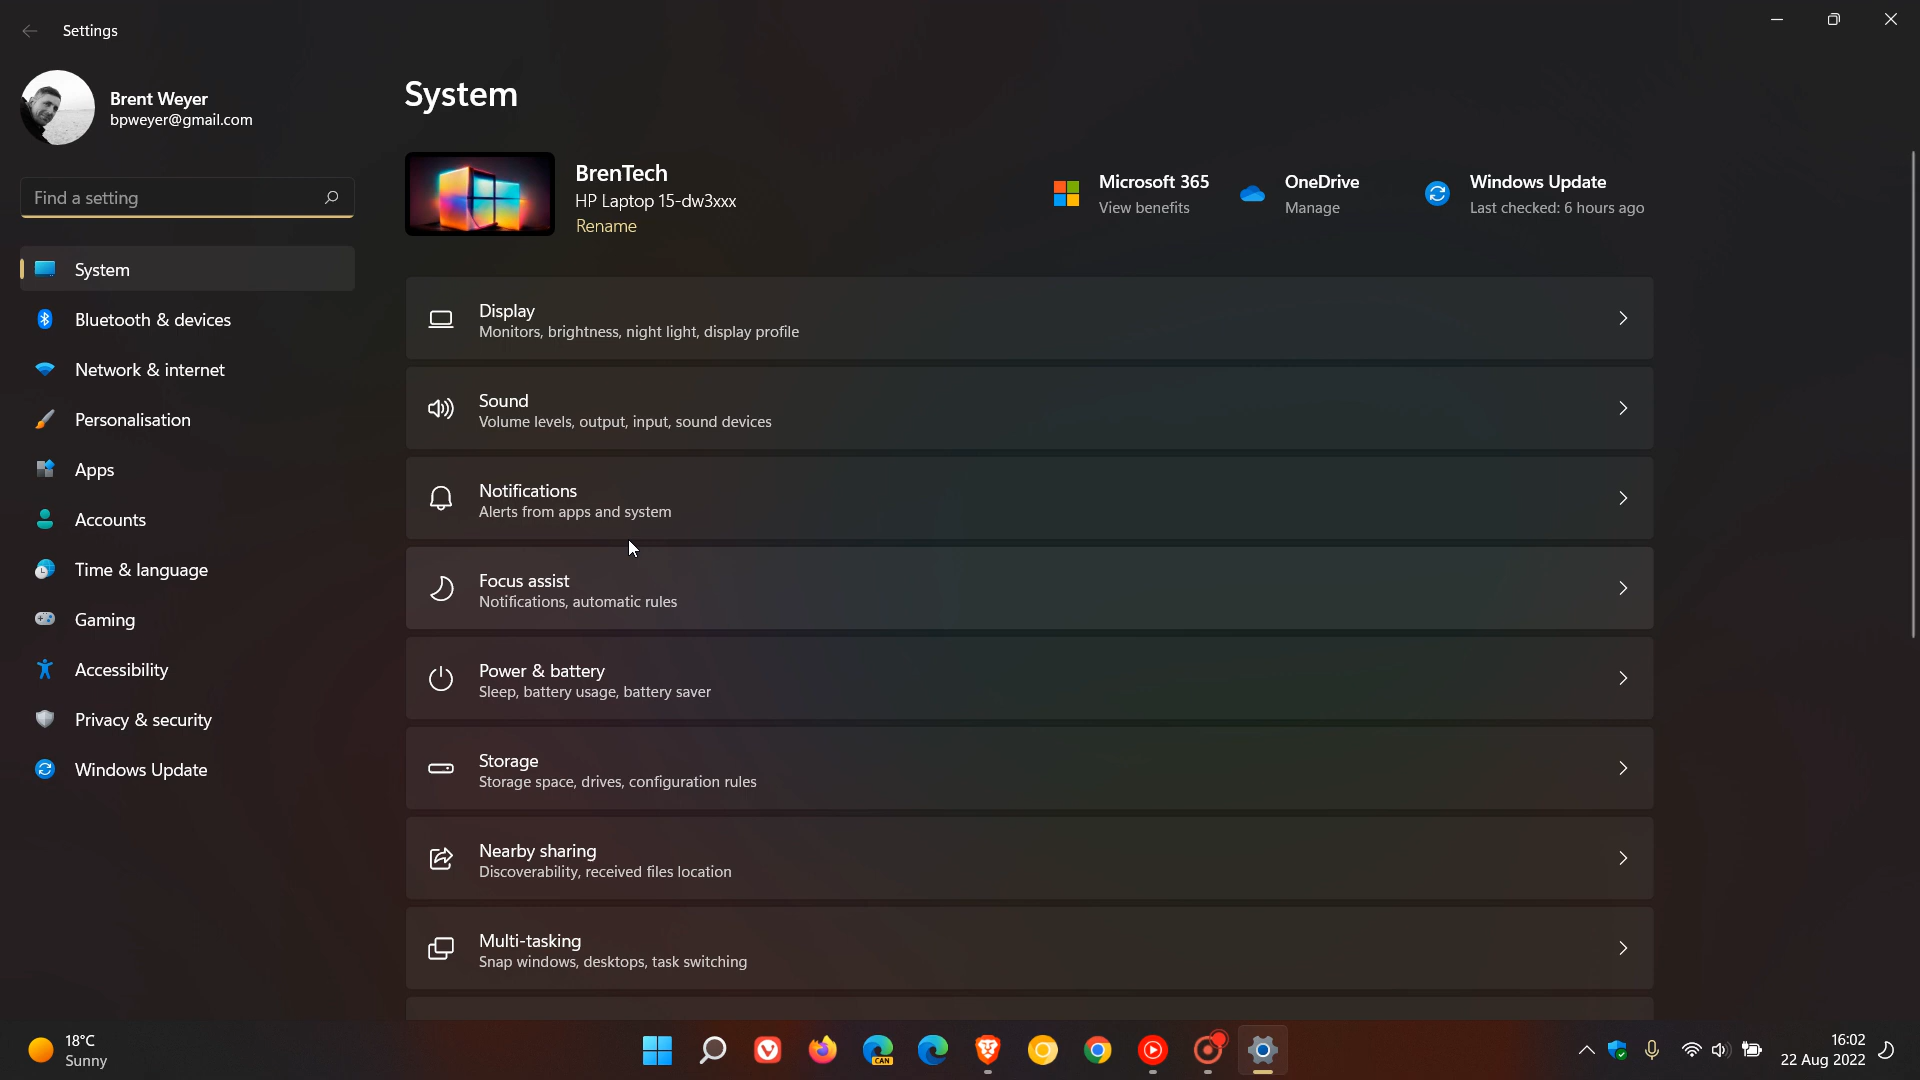 Settings
Brent Weyer
bpweyer@gmail.com
Find a setting
System
Bluetooth & devices
Network & internet
Personalisation
Apps
Accounts
Time & language
Gaming
Accessibility
Privacy & security
Windows Update
System
BrenTech
HP Laptop 15-dw3xxx
Rename
Microsoft 365
View benefits
OneDrive
Manage
Windows Update
Last checked: 6 hours ago
Display
Monitors, brightness, night light, display profile
Sound
Volume levels, output, input, sound devices
Notifications
Alerts from apps and system
Focus assist
Notifications, automatic rules
Power & battery
Sleep, battery usage, battery saver
Storage
Storage space, drives, configuration rules
Nearby sharing
Discoverability, received files location
Multi-tasking
Snap windows, desktops, task switching
18°C
Sunny
CAN
16:02
22 Aug 2022